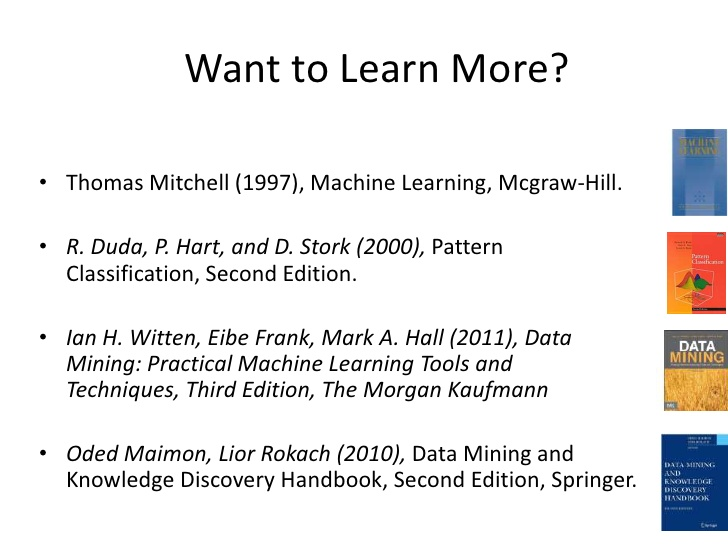 Want to Learn More?
• Thomas Mitchell (1997), Machine Learning, Mcgraw-Hill.
• R. Duda, P. Hart, and D. Stork (2000), Pattern
Classification, Second Edition.
• Ian H. Witten, Eibe Frank, Mark A. Hall (2011), Data
Mining: Practical Machine Learning Tools and
Techniques, Third Edition, The Morgan Kaufmann
• Oded Maimon, Lior Rokach (2010), Data Mining and
Knowledge Discovery Handbook, Second Edition, Springer.
MACHINE
LEARNING
Pattern
Classification
DATA
MINING
DATA MINING
AND
KNOWLEDGE
DISCOVERY
HANDBOOK
Springer